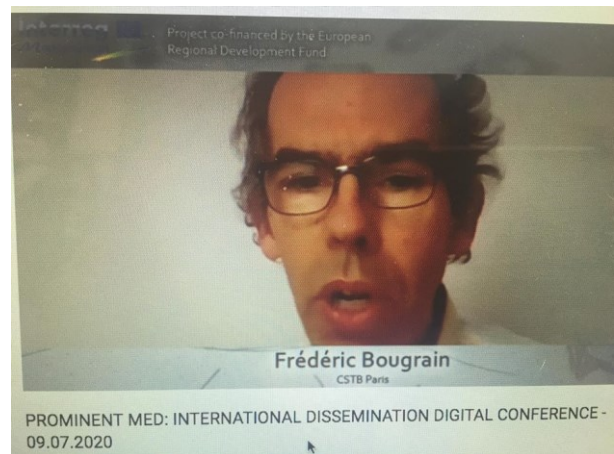 Project co-financed by the European
Regional Development Fund
Frédéric Bougrain
CSTB Paris
PROMINENT MED: INTERNATIONAL DISSEMINATION DIGITAL CONFERENCE -
09.07.2020